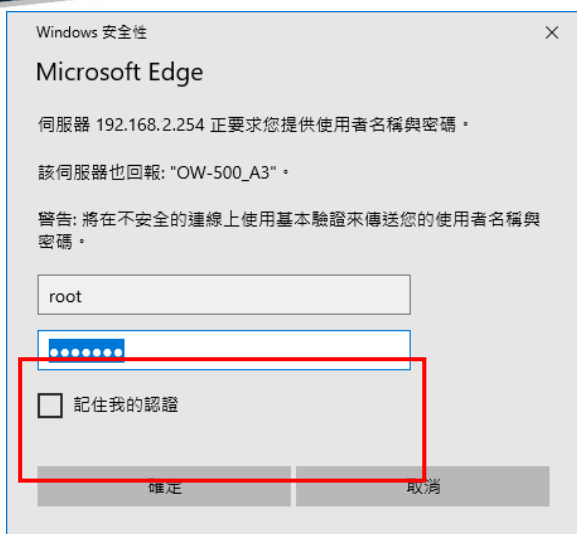 Windows 安全性
Microsoft Edge
伺服器 192.168.2.254 正要求您提供使用者名稱與密碼。
該伺服器也回報: "OW-500_A3"。
警告: 將在不安全的連線上使用基本驗證來傳送您的使用者名稱與
密碼。
root
●●●●●●●
記住我的認證
確定 取消